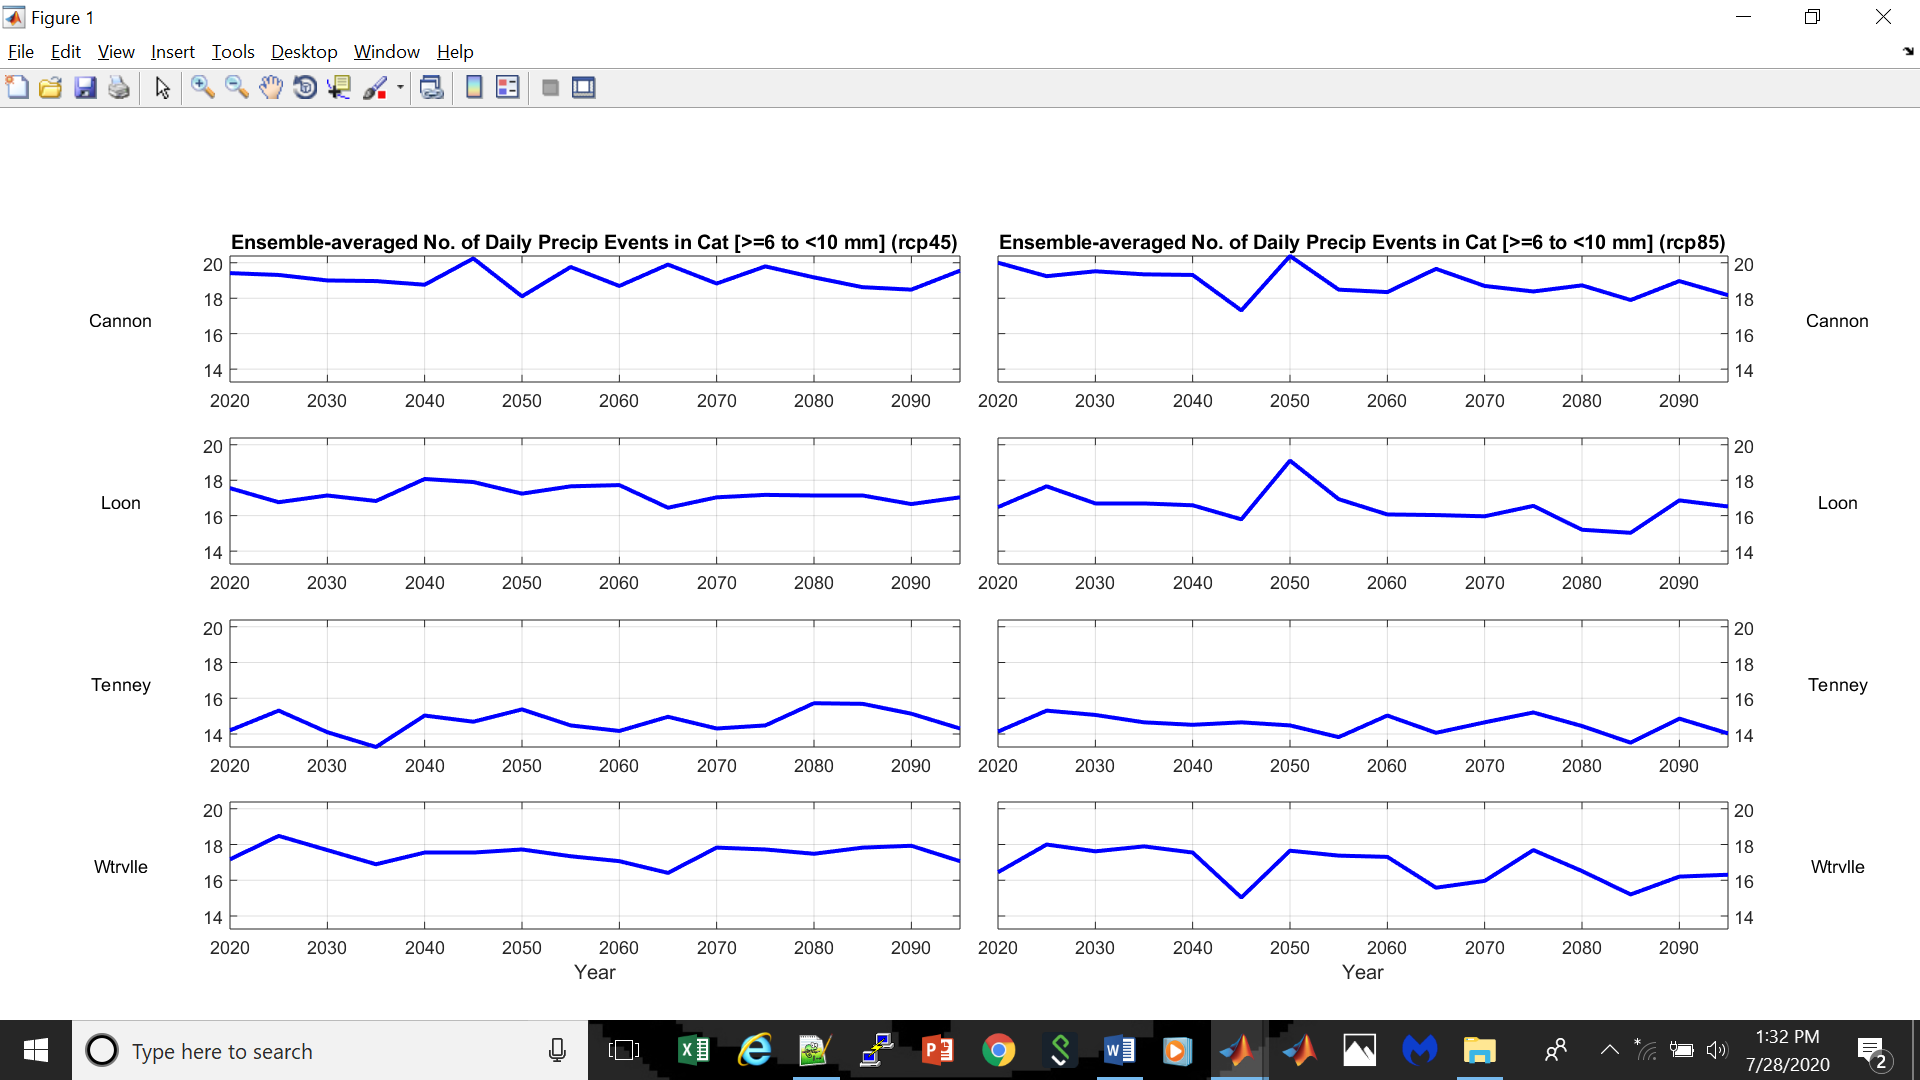 Figure 1
File Edit View Insert Tools Desktop Window Help
Ensemble-averaged No. of Daily Precip Events in Cat [>=6 to <10 mm] (rcp45)
Ensemble-averaged No. of Daily Precip Events in Cat [>=6 to <10 mm] (rcp85)
20 20
18 18
Cannon Cannon
16 16
14 14
2020 2030 2040 2050 2060 2070 2080 2090 2020 2030 2040 2050 2060 2070 2080 2090
20 20
18 18
Loon Loon
16 16
14 14
2020 2030 2040 2050 2060 2070 2080 2090 2020 2030 2040 2050 2060 2070 2080 2090
20 20
18 18
Tenney Tenney
16 16
14 14
2020 2030 2040 2050 2060 2070 2080 2090 2020 2030 2040 2050 2060 2070 2080 2090
20 20
18 18
Wtrvlle Wtrvlle
16 16
14 14
2020 2030 2040 2050 2060 2070 2080 2090 2020 2030 2040 2050 2060 2070 2080 2090
Year Year
Type here to search
1:32 PM
7/28/2020
2